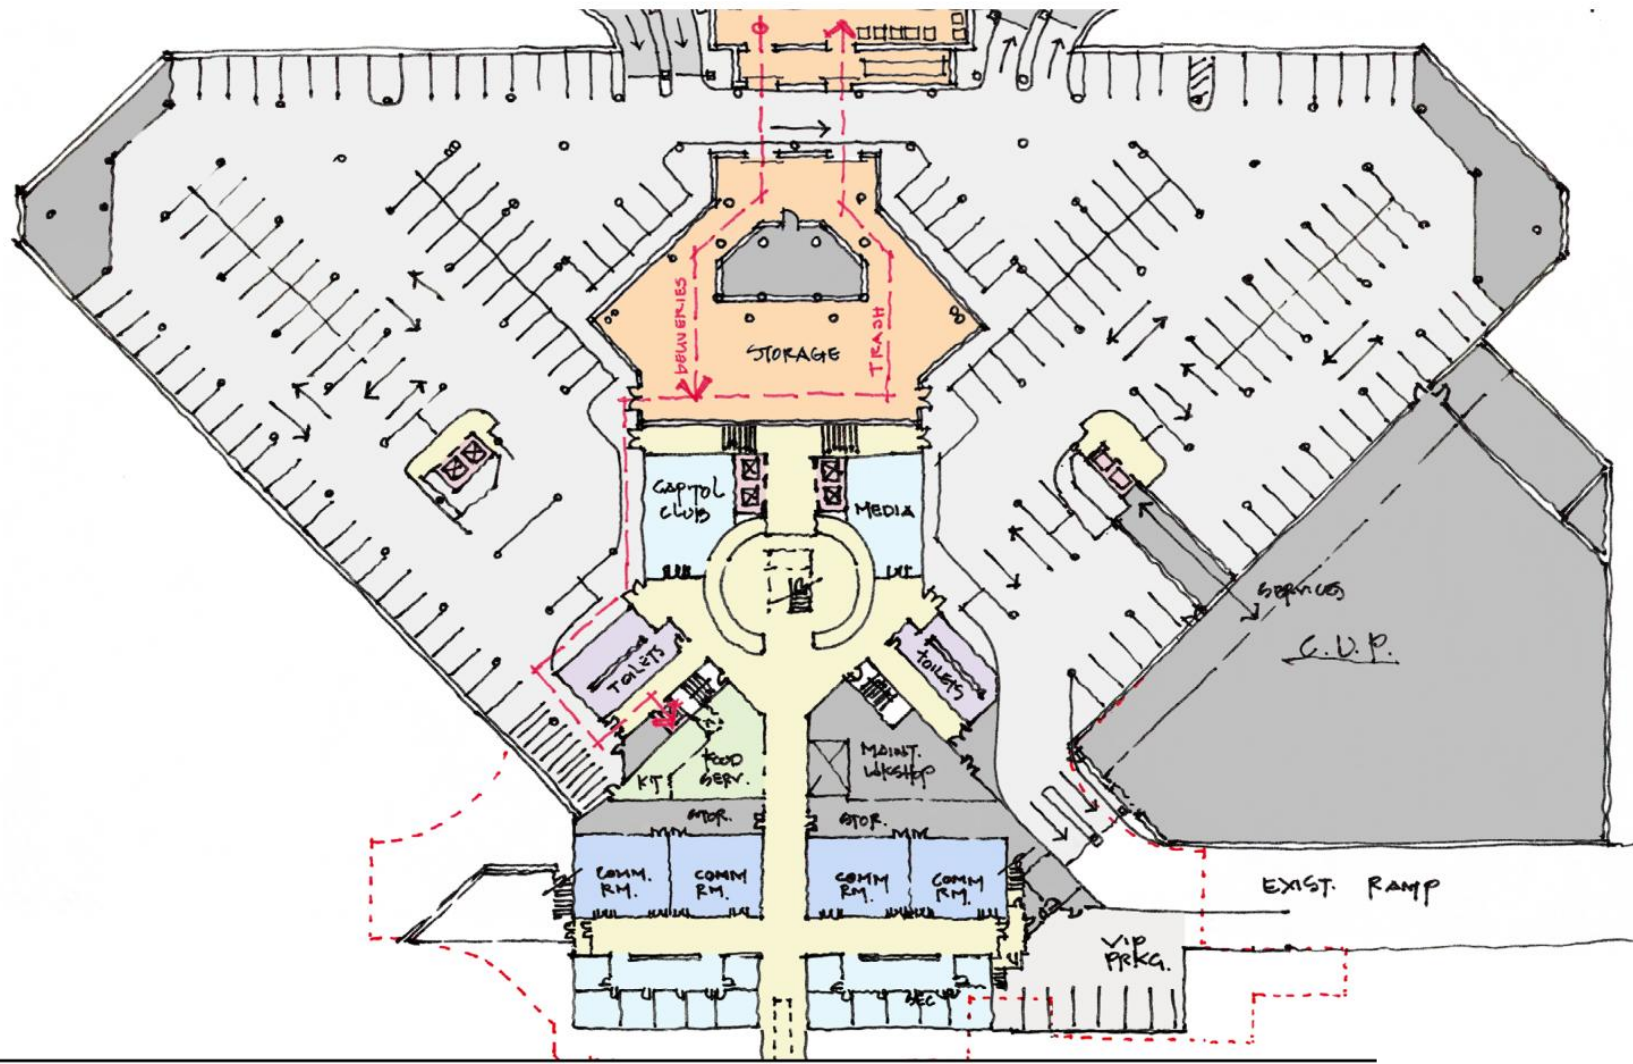 DELIVERIES
TRASH
STORAGE
CAPITOL
CLUB
MEDIA
SERVICES
C.U.P.
TOILETS
TOILETS
KIT
FOOD
SERV.
MAINT.
WKSHOP
STOR.
STOR.
COMM.
RM.
COMM
RM.
COMM
RM.
COMM
RM.
EXIST. RAMP
VIP
PRKG.
SEC